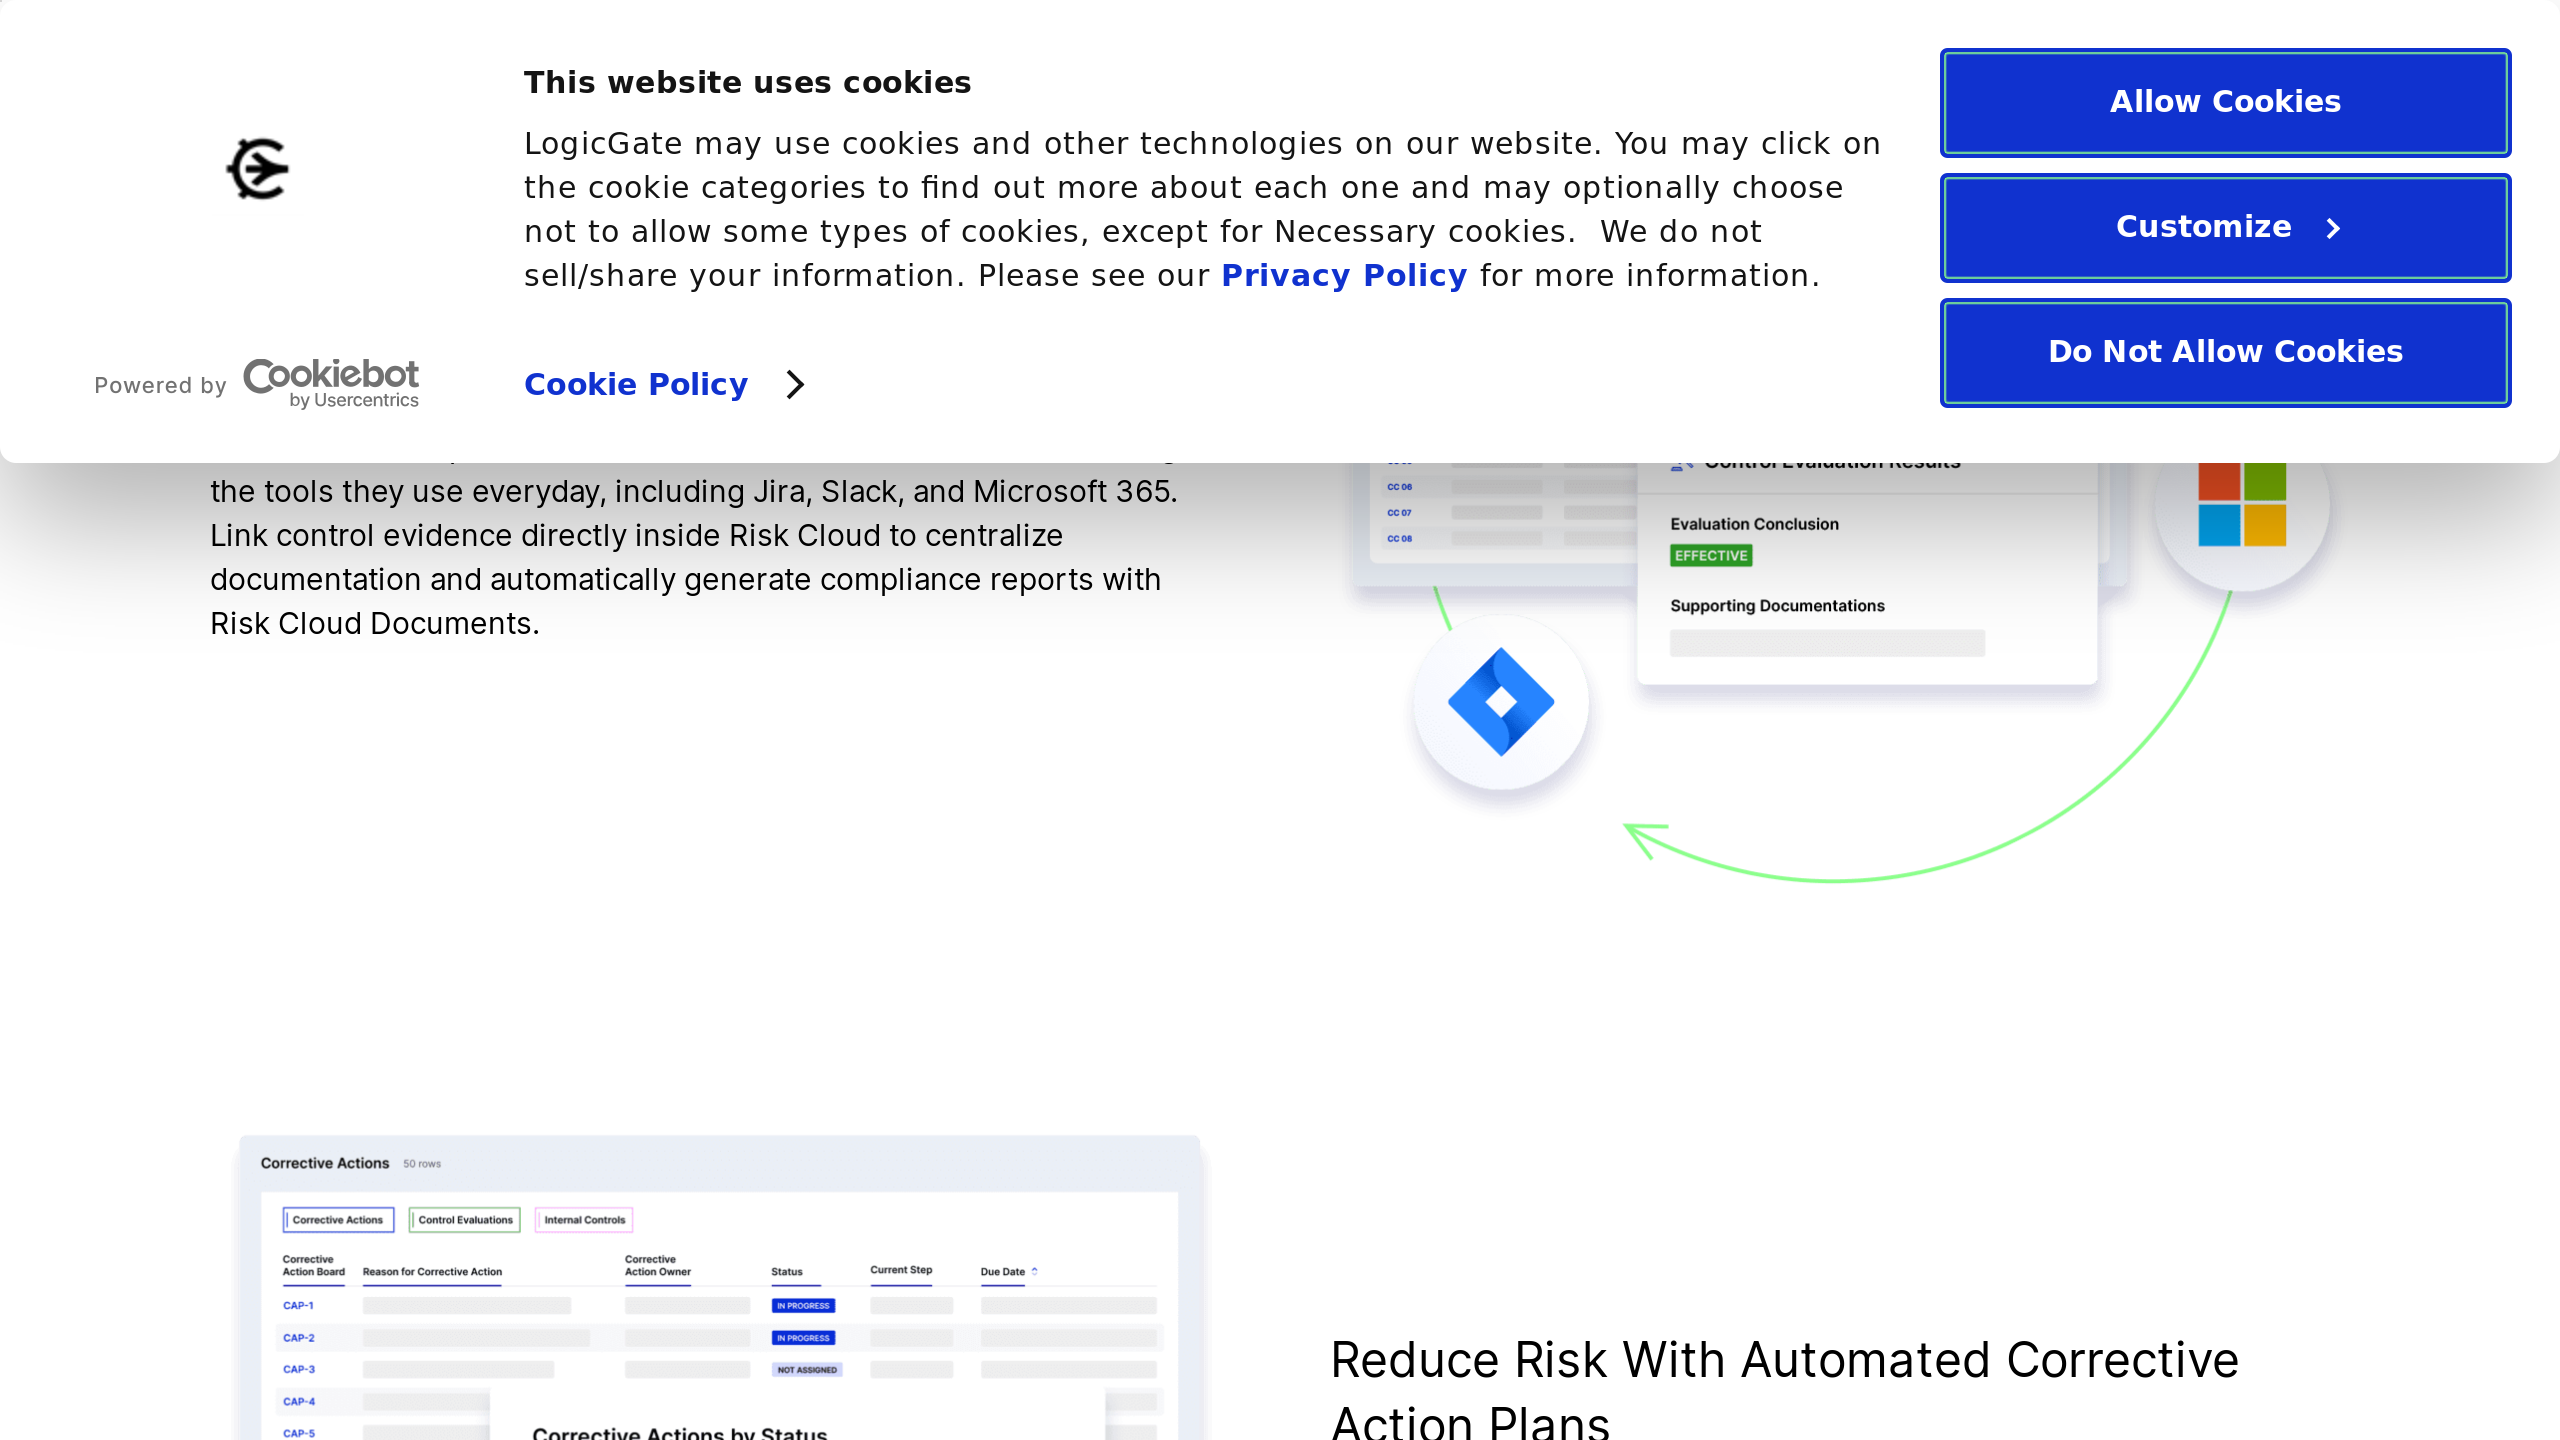 This website uses cookies
LogicGate may use cookies and other technologies on our website. You may click on
the cookie categories to find out more about each one and may optionally choose
not to allow some types of cookies, except for Necessary cookies.  We do not
sell/share your information. Please see our Privacy Policy for more information.
Powered by Cookiebot
by Usercentrics
Cookie Policy
Allow Cookies
Customize
Do Not Allow Cookies
the tools they use everyday, including Jira, Slack, and Microsoft 365.
Link control evidence directly inside Risk Cloud to centralize
documentation and automatically generate compliance reports with
Risk Cloud Documents.
CC 06
CC 07
CC 08
Control Evaluation Results
Evaluation Conclusion
EFFECTIVE
Supporting Documentations
Corrective Actions 50 rows
Corrective Actions
Control Evaluations
Internal Controls
Corrective
Action Board
Reason for Corrective Action
Corrective
Action Owner
Status
Current Step
Due Date
CAP-1
IN PROGRESS
CAP-2
IN PROGRESS
CAP-3
NOT ASSIGNED
CAP-4
CAP-5
Corrective Actions by Status
Reduce Risk With Automated Corrective
Action Plans